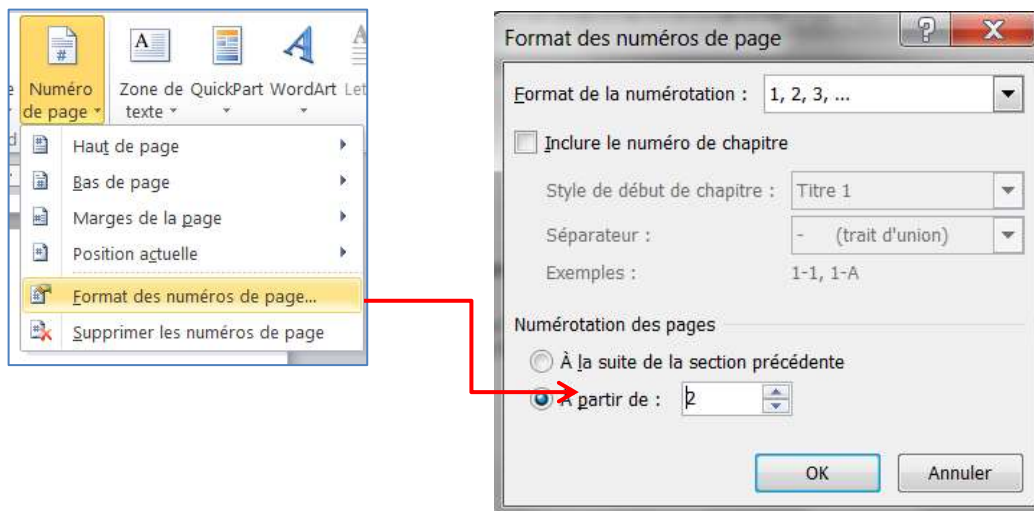 Numéro
de page
Zone de
texte
QuickPart
WordArt
Haut de page
Bas de page
Marges de la page
Position actuelle
Format des numéros de page...
Supprimer les numéros de page
Format des numéros de page
Format de la numérotation : 1, 2, 3, ...
Inclure le numéro de chapitre
Style de début de chapitre : Titre 1
Séparateur : - (trait d'union)
Exemples : 1-1, 1-A
Numérotation des pages
À la suite de la section précédente
À partir de : 2
OK Annuler